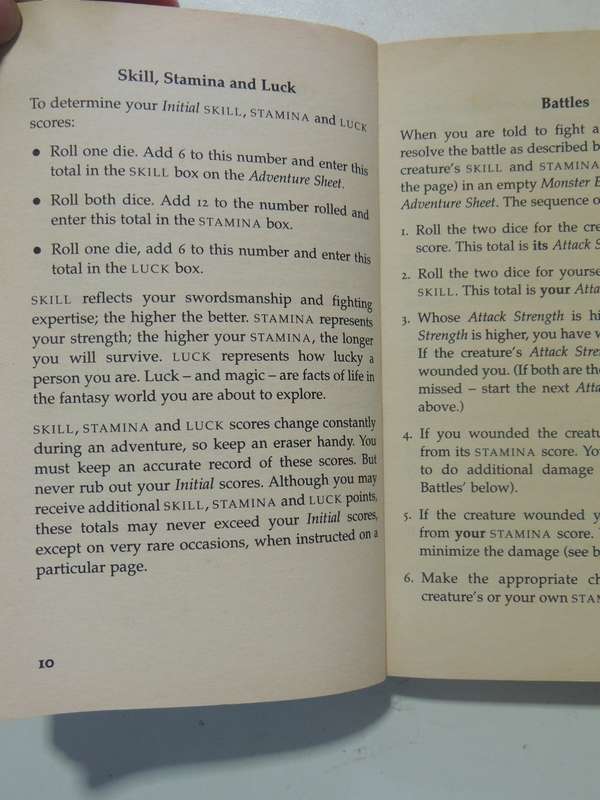 Skill, Stamina and Luck
To determine your Initial SKILL, STAMINA and LUCK
scores:
• Roll one die. Add 6 to this number and enter this
total in the SKILL box on the Adventure Sheet.
• Roll both dice. Add 12 to the number rolled and
enter this total in the STAMINA box.
• Roll one die, add 6 to this number and enter this
total in the LUCK box.
SKILL reflects your swordsmanship and fighting
expertise; the higher the better. STAMINA represents
your strength; the higher your STAMINA, the longer
you will survive. LUCK represents how lucky a
person you are. Luck – and magic – are facts of life in
the fantasy world you are about to explore.
SKILL, STAMINA and LUCK scores change constantly
during an adventure, so keep an eraser handy. You
must keep an accurate record of these scores. But
never rub out your Initial scores. Although you may
receive additional SKILL, STAMINA and LUCK points,
these totals may never exceed your Initial scores,
except on very rare occasions, when instructed on a
particular page.
10
Battles
When you are told to fight a
resolve the battle as described b
creature's SKILL and STAMINA
the page) in an empty Monster
Adventure Sheet. The sequence o
1. Roll the two dice for the cre
score. This total is its Attack S
2. Roll the two dice for yourse
SKILL. This total is your Atta
3. Whose Attack Strength is hi
Strength is higher, you have w
If the creature's Attack Stren
wounded you. (If both are the
missed – start the next Atta
above.)
4. If you wounded the creatu
from its STAMINA score. Yo
to do additional damage
Battles' below).
5. If the creature wounded y
from your STAMINA score.
minimize the damage (see b
6. Make the appropriate ch
creature's or your own STAM